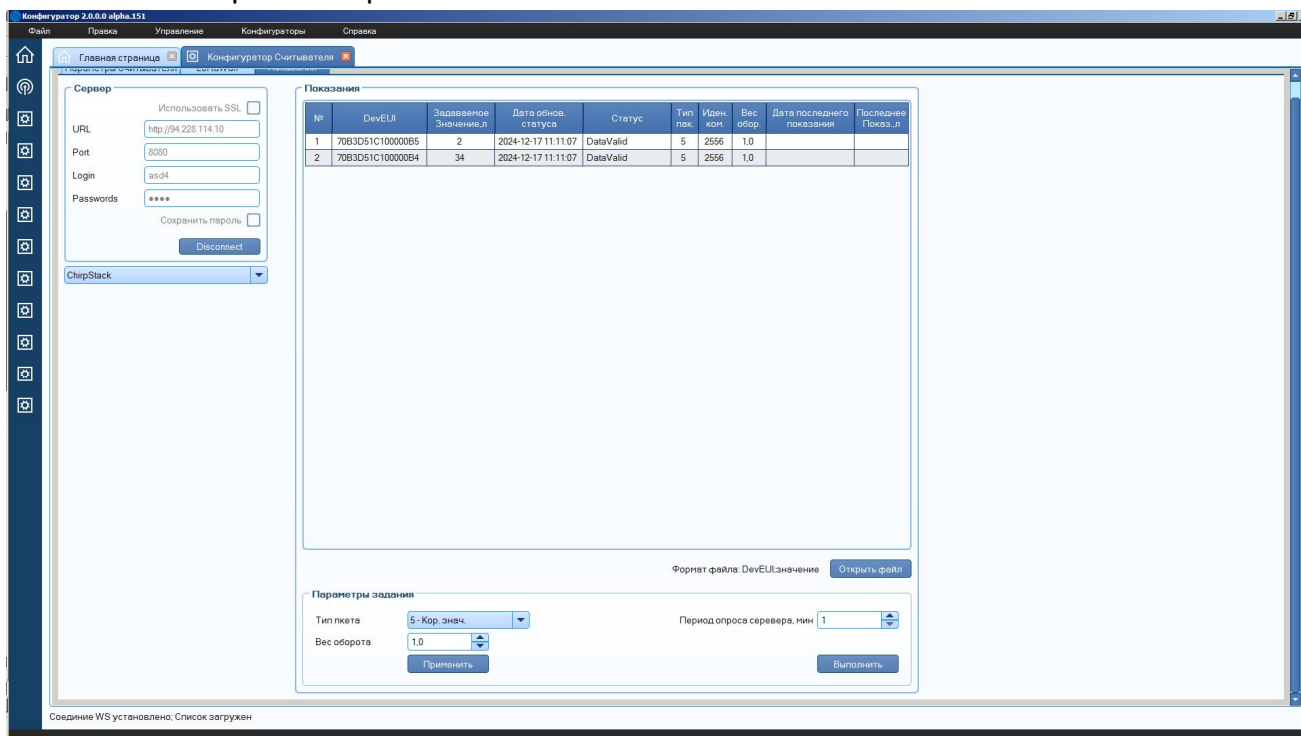 Конфигуратор 2.0.0.0 alpha.151
Файл Правка Управление Конфигураторы Справка
Главная страница Конфигуратор Считывателя
Сервер
Использовать SSL
URL http://94.228.114.10
Port 8080
Login asd4
Passwords ••••
Сохранить пароль
Disconnect
ChirpStack
Показания
№ DevEUI Задаваемое Значение,л Дата обнов. статуса Статус Тип пак. Иден. ком. Вес обор. Дата последнего показания Последнее Показ.,л
1 70B3D51C100000B5 2 2024-12-17 11:11:07 DataValid 5 2556 1,0
2 70B3D51C100000B4 34 2024-12-17 11:11:07 DataValid 5 2556 1,0
Формат файла: DevEUI;значение Открыть файл
Параметры задания
Тип пкета 5 - Кор. знач. Период опроса серевера, мин 1
Вес оборота 1,0
Применить Выполнить
Соединие WS установлено; Список загружен